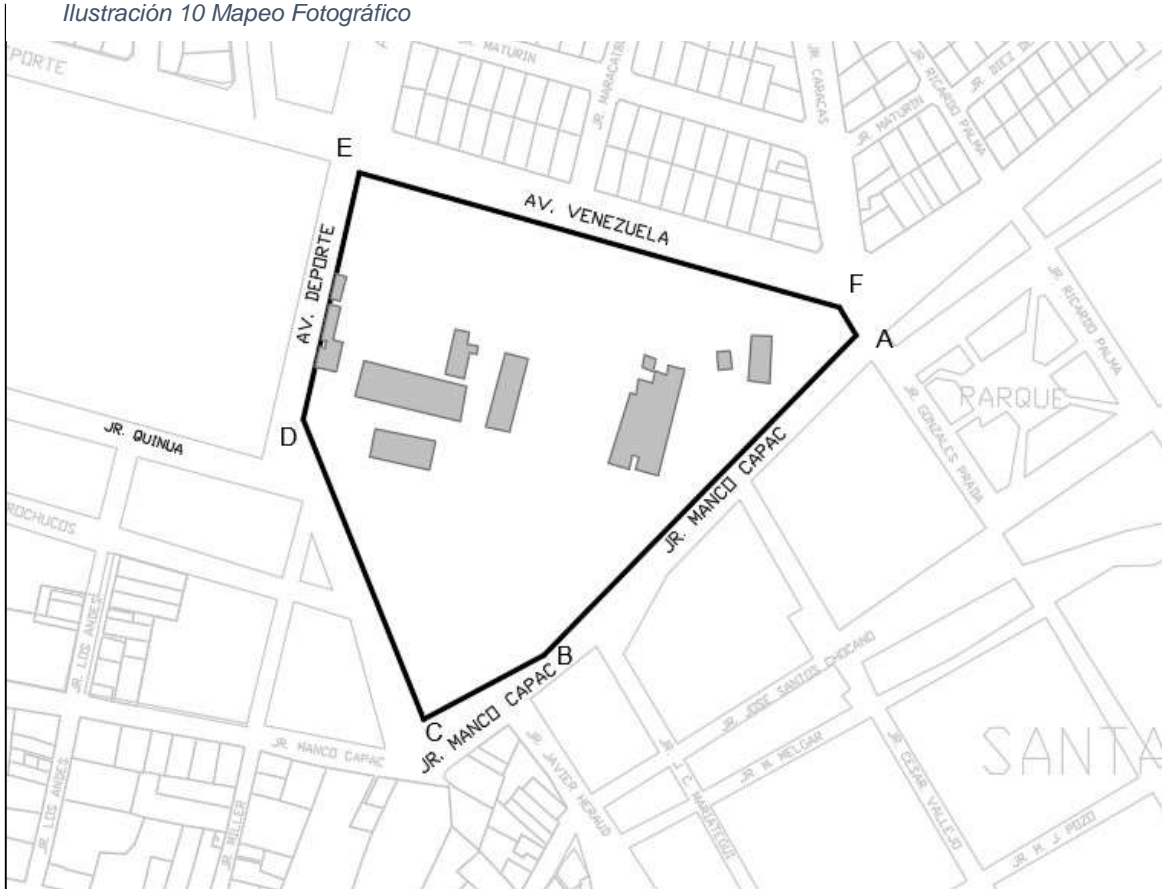 Ilustración 10 Mapeo Fotográfico
EPORTE
JR. MATURIN
JR. MARACAIBO
JR. CARACAS
JR. RICARDO PALMA
JR. MATURIN
E
AV. VENEZUELA
AV. DEPORTE
F
A
JR. RICARDO PALMA
PARQUE
JR. GONZALES PRADA
D
JR. QUINUA
JR. MANCO CAPAC
ROCHUCOS
JR. LOS ANDES
B
C
JR. MANCO CAPAC
JR. MANCO CAPAC
JR. JOSE SANTOS CHOCANO
JR. M. MELGAR
JR. JAVIER HERAUD
JR. J. C. MARIATEGUI
JR. CESAR VALLEJO
SANTA
JR. LOS ANDES
JR. MILLER
JR. M. J. POZO